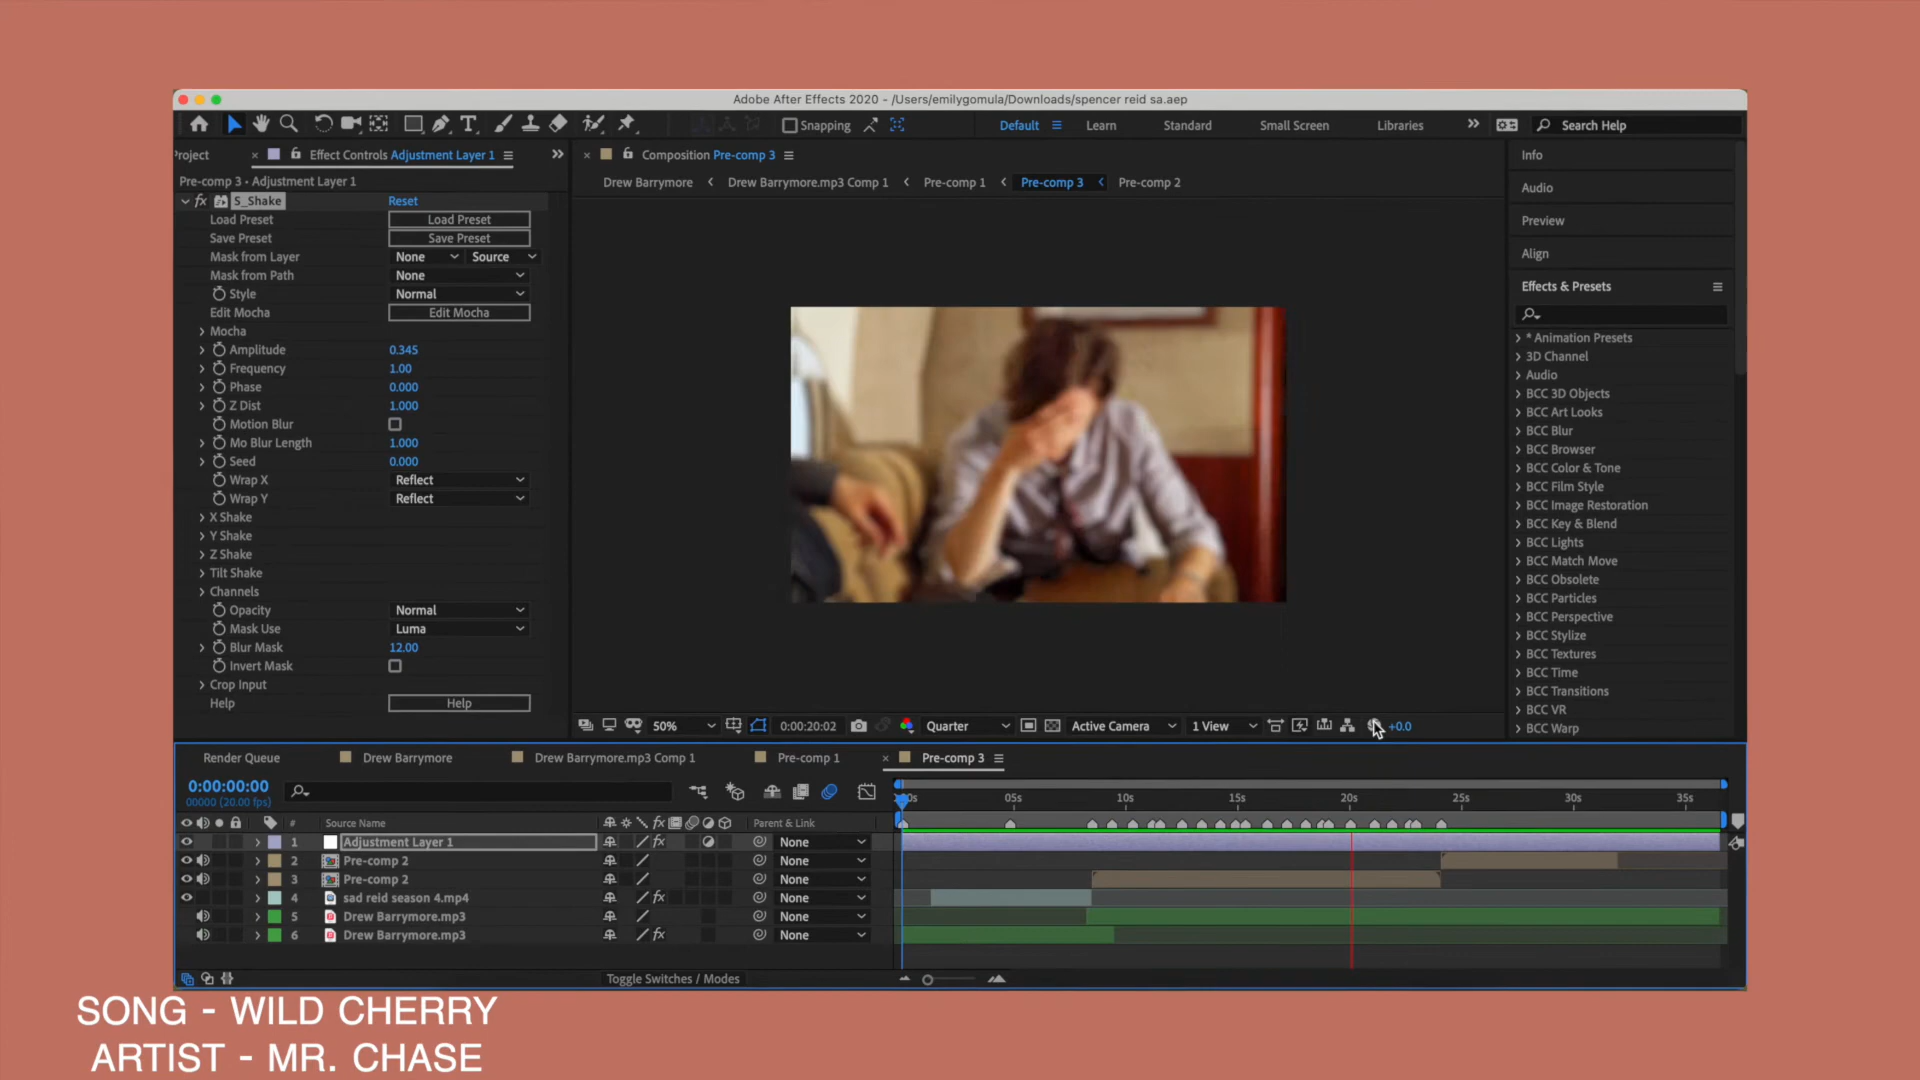 Adobe After Effects 2020 - /Users/emilygomula/Downloads/spencer reid sa.aep
Snapping
Default
Learn
Standard
Small Screen
Libraries
Search Help
Project
Effect Controls Adjustment Layer 1
Composition Pre-comp 3
Pre-comp 3 • Adjustment Layer 1
Drew Barrymore
Drew Barrymore.mp3 Comp 1
Pre-comp 1
Pre-comp 3
Pre-comp 2
fx S_Shake Reset
Load Preset Load Preset
Save Preset Save Preset
Mask from Layer None Source
Mask from Path None
Style Normal
Edit Mocha Edit Mocha
Mocha
Amplitude 0.345
Frequency 1.00
Phase 0.000
Z Dist 1.000
Motion Blur
Mo Blur Length 1.000
Seed 0.000
Wrap X Reflect
Wrap Y Reflect
X Shake
Y Shake
Z Shake
Tilt Shake
Channels
Opacity Normal
Mask Use Luma
Blur Mask 12.00
Invert Mask
Crop Input
Help Help
Info
Audio
Preview
Align
Effects & Presets
* Animation Presets
3D Channel
Audio
BCC 3D Objects
BCC Art Looks
BCC Blur
BCC Browser
BCC Color & Tone
BCC Film Style
BCC Image Restoration
BCC Key & Blend
BCC Lights
BCC Match Move
BCC Obsolete
BCC Particles
BCC Perspective
BCC Stylize
BCC Textures
BCC Time
BCC Transitions
BCC VR
BCC Warp
50% 0:00:20:02 Quarter Active Camera 1 View +0.0
Render Queue
Drew Barrymore
Drew Barrymore.mp3 Comp 1
Pre-comp 1
Pre-comp 3
0:00:00:00
00000 (20.00 fps)
05s 10s 15s 20s 25s 30s 35s
# Source Name fx Parent & Link
1 Adjustment Layer 1 fx None
2 Pre-comp 2 None
3 Pre-comp 2 None
4 sad reid season 4.mp4 fx None
5 Drew Barrymore.mp3 None
6 Drew Barrymore.mp3 fx None
Toggle Switches / Modes
SONG - WILD CHERRY
ARTIST - MR. CHASE